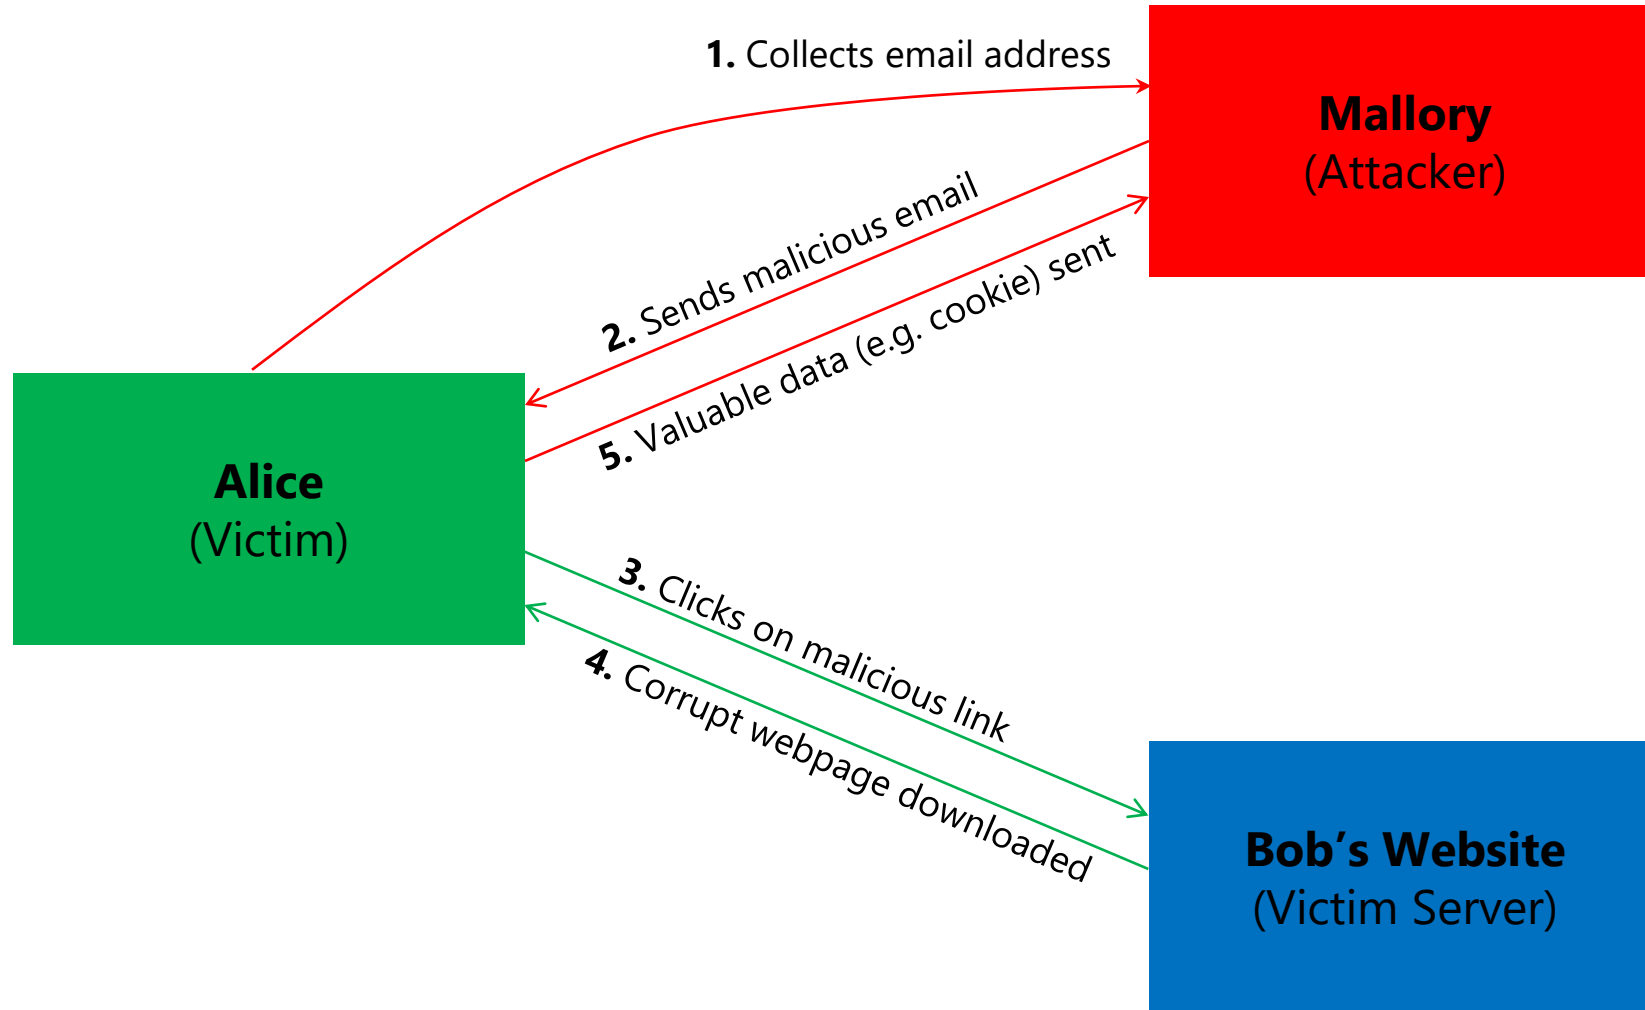 1. Collects email address
Mallory
(Attacker)
2. Sends malicious email
5. Valuable data (e.g. cookie) sent
Alice
(Victim)
3. Clicks on malicious link
4. Corrupt webpage downloaded
Bob’s Website
(Victim Server)